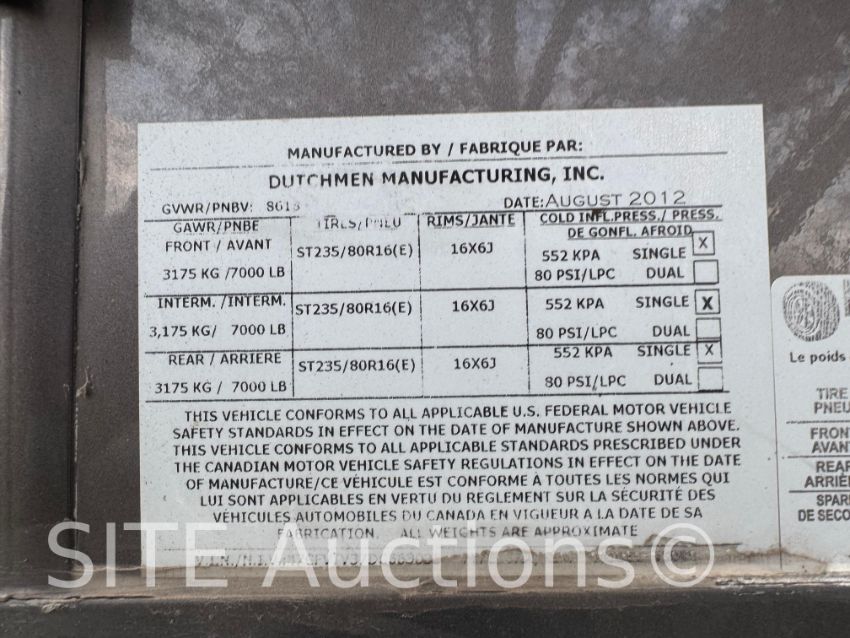 MANUFACTURED BY / FABRIQUE PAR:
DUTCHMEN MANUFACTURING, INC.
GVWR/PNBV: DATE: AUGUST 2012
GAWR/PNBE TIRES/PNEU RIMS/JANTE COLD INFL.PRESS./ PRESS. DE GONFL. AFROID
FRONT / AVANT ST235/80R16(E) 16X6J 552 KPA SINGLE X
3175 KG /7000 LB 80 PSI/LPC DUAL
INTERM. /INTERM. ST235/80R16(E) 16X6J 552 KPA SINGLE X
3,175 KG/ 7000 LB 80 PSI/LPC DUAL
REAR / ARRIERE ST235/80R16(E) 16X6J 552 KPA SINGLE X
3175 KG / 7000 LB 80 PSI/LPC DUAL
THIS VEHICLE CONFORMS TO ALL APPLICABLE U.S. FEDERAL MOTOR VEHICLE
SAFETY STANDARDS IN EFFECT ON THE DATE OF MANUFACTURE SHOWN ABOVE.
THIS VEHICLE CONFORMS TO ALL APPLICABLE STANDARDS PRESCRIBED UNDER
THE CANADIAN MOTOR VEHICLE SAFETY REGULATIONS IN EFFECT ON THE DATE
OF MANUFACTURE/CE VÉHICULE EST CONFORME À TOUTES LES NORMES QUI
LUI SONT APPLICABLES EN VERTU DU REGLEMENT SUR LA SÉCURITÉ DES
VÉHICULES AUTOMOBILES DU CANADA EN VIGUEUR A LA DATE DE SA
FABRICATION. ALL WEIGHTS ARE APPROXIMATE
SITE Auctions©
Le poids
TIRE
PNEU
FRONT
AVANT
REAR
ARRIÈ
SPAR
DE SECO